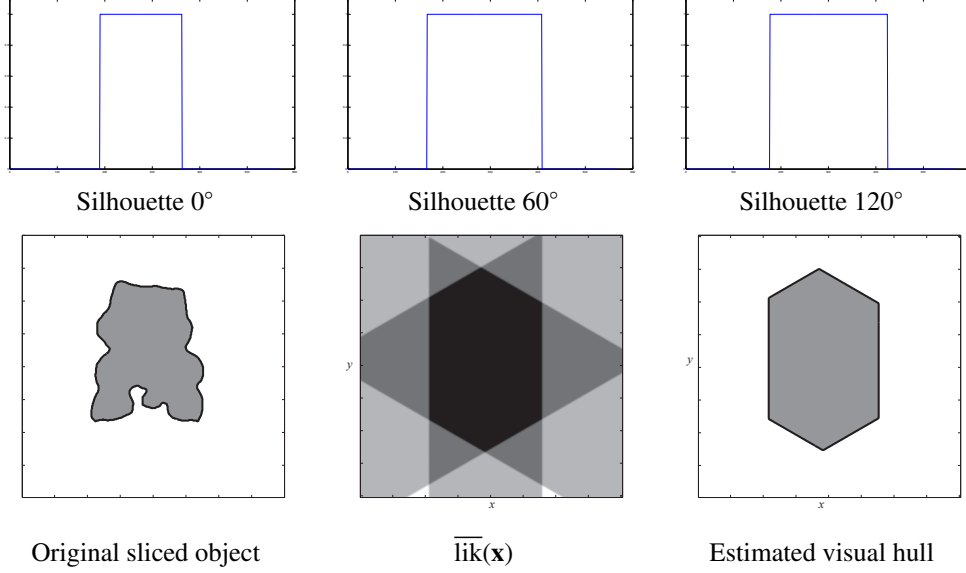 Silhouette 0°
Silhouette 60°
Silhouette 120°
y
x
y
x
Original sliced object
lik(x)
Estimated visual hull